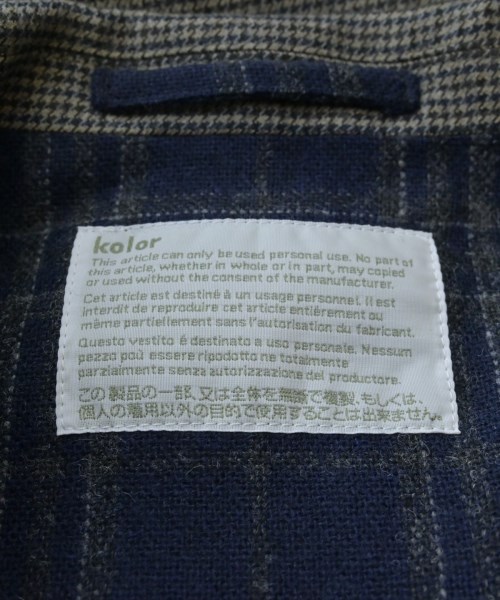 kolor
This article can only be used personal use. No part of
this article, whether in whole or in part, may copied
or used without the consent of the manufacturer.
Cet article est destiné à un usage personnel. Il est
interdit de reproduire cet article entiérement ou
même partiellement sans l'autorisation du fabricant.
Questo vestito é destinato a uso personale. Nessun
pezzo può essere ripodotto ne totalmente
parzialmente senza autorizzazione del productore.
この製品の一部、又は全体を無断で複製、もしくは、
個人の着用以外の目的で使用することは出来ません。